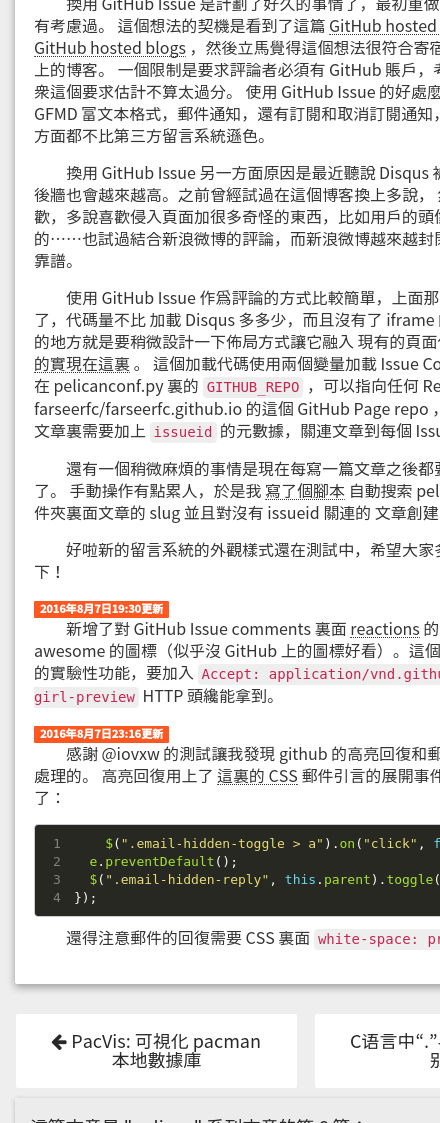 換用 GitHub Issue 是計劃了好久的事情了，最初重做
有考慮過。 這個想法的契機是看到了這篇 GitHub hosted
GitHub hosted blogs ，然後立馬覺得這個想法很符合寄宿
上的博客。 一個限制是要求評論者必須有 GitHub 賬戶，考
衆這個要求估計不算太過分。 使用 GitHub Issue 的好處麼
GFMD 富文本格式，郵件通知，還有訂閱和取消訂閱通知，
方面都不比第三方留言系統遜色。
換用 GitHub Issue 另一方面原因是最近聽說 Disqus 被
後牆也會越來越高。之前曾經試過在這個博客換上多說，
歡，多說喜歡侵入頁面加很多奇怪的東西，比如用戶的頭像
的……也試過結合新浪微博的評論，而新浪微博越來越封閉
靠譜。
使用 GitHub Issue 作爲評論的方式比較簡單，上面那
了，代碼量不比 加載 Disqus 多多少，而且沒有了 iframe
的地方就是要稍微設計一下佈局方式讓它融入 現有的頁面
的實現在這裏 。 這個加載代碼使用兩個變量加載 Issue Co
在 pelicanconf.py 裏的 GITHUB_REPO ，可以指向任何 Re
farseerfc/farseerfc.github.io 的這個 GitHub Page repo ，
文章裏需要加上 issueid 的元數據，關連文章到每個 Issu
還有一個稍微麻煩的事情是現在每寫一篇文章之後都要
了。 手動操作有點累人，於是我 寫了個腳本 自動搜索 pel
件夾裏面文章的 slug 並且對沒有 issueid 關連的 文章創建
好啦新的留言系統的外觀樣式還在測試中，希望大家多
下！
2016年8月7日19:30更新
新增了對 GitHub Issue comments 裏面 reactions 的
awesome 的圖標（似乎沒 GitHub 上的圖標好看）。這個
的實驗性功能，要加入 Accept: application/vnd.githu
girl-preview HTTP 頭纔能拿到。
2016年8月7日23:16更新
感謝 @iovxw 的測試讓我發現 github 的高亮回復和郵
處理的。 高亮回復用上了 這裏的 CSS 郵件引言的展開事件
了：
1 $(".email-hidden-toggle > a").on("click", f
2 e.preventDefault();
3 $(".email-hidden-reply", this.parent).toggle(
4 });
還得注意郵件的回復需要 CSS 裏面 white-space: pr
PacVis: 可視化 pacman
本地數據庫
C语言中“.”
别